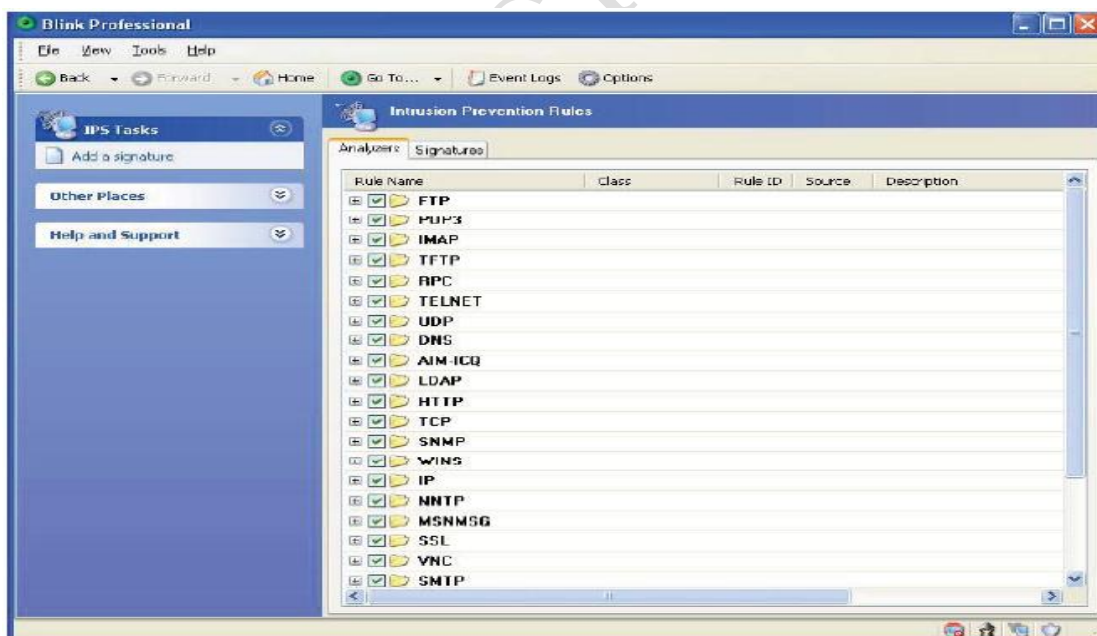 Blink Professional
File View Tools Help
Back Forward Home Go To... Event Logs Options
IPS Tasks
Add a signature
Other Places
Help and Support
Intrusion Prevention Rules
Analyzers Signatures
Rule Name Class Rule ID Source Description
FTP
POP3
IMAP
TFTP
RPC
TELNET
UDP
DNS
AIM-ICQ
LDAP
HTTP
TCP
SNMP
WINS
IP
NNTP
MSNMSG
SSL
VNC
SMTP